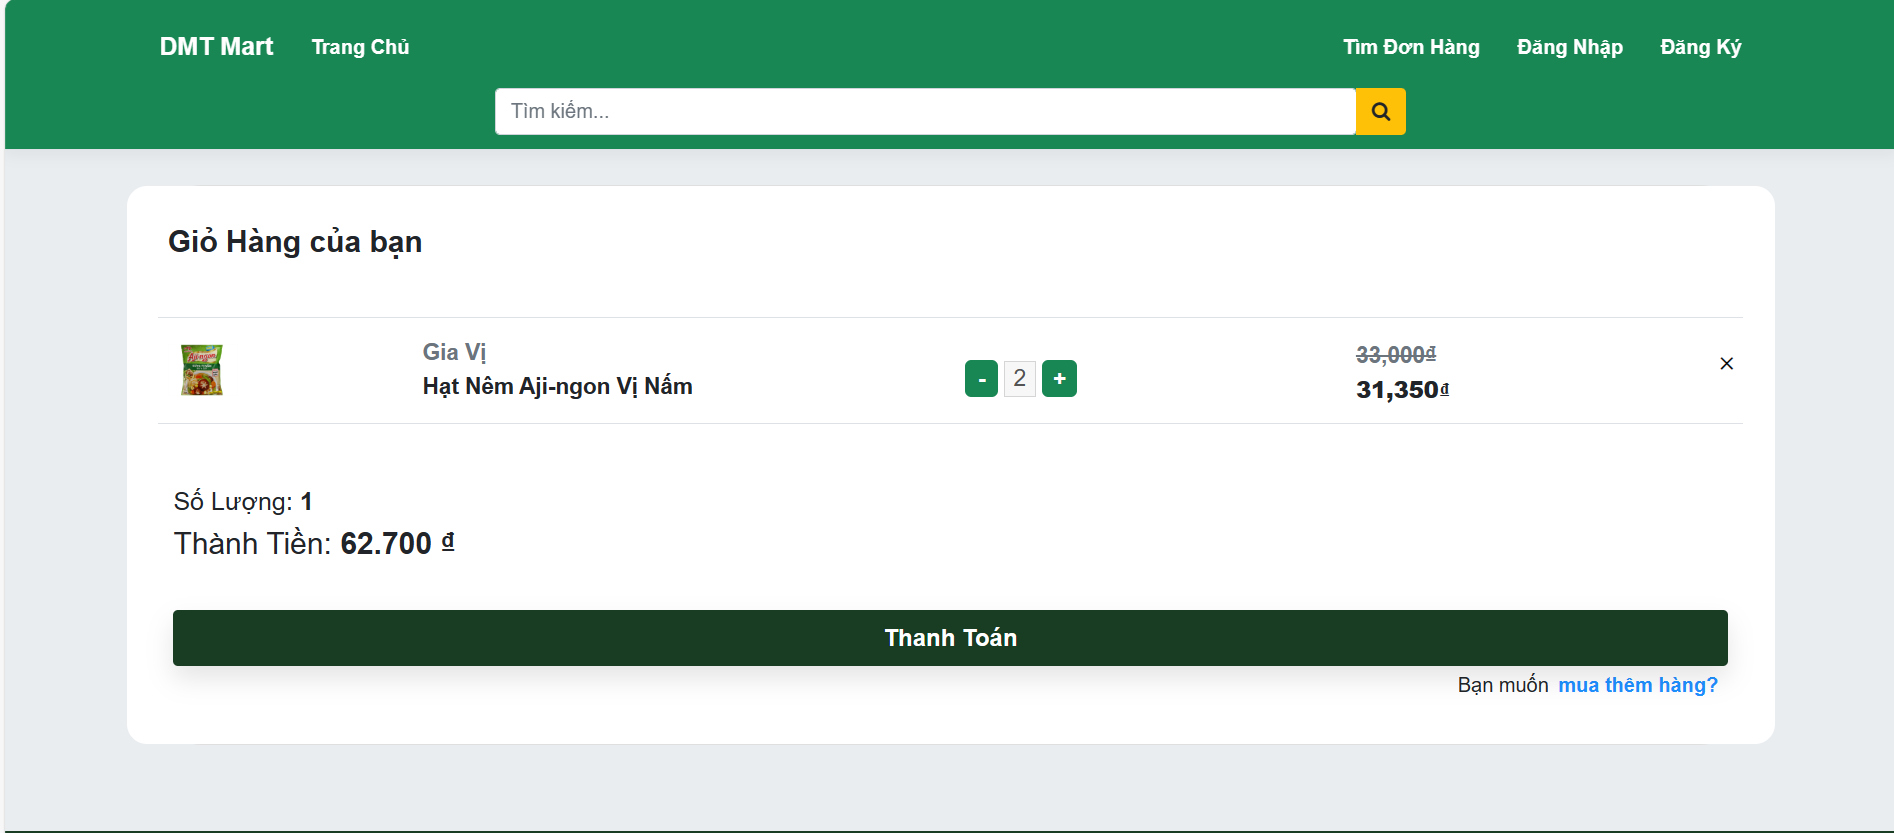 DMT Mart Trang Chủ Tìm Đơn Hàng Đăng Nhập Đăng Ký
Tìm kiếm...
Giỏ Hàng của bạn
Gia Vị
Hạt Nêm Aji-ngon Vị Nấm
- 2 +
33,000₫
31,350₫
×
Số Lượng: 1
Thành Tiền: 62.700 ₫
Thanh Toán
Bạn muốn mua thêm hàng?